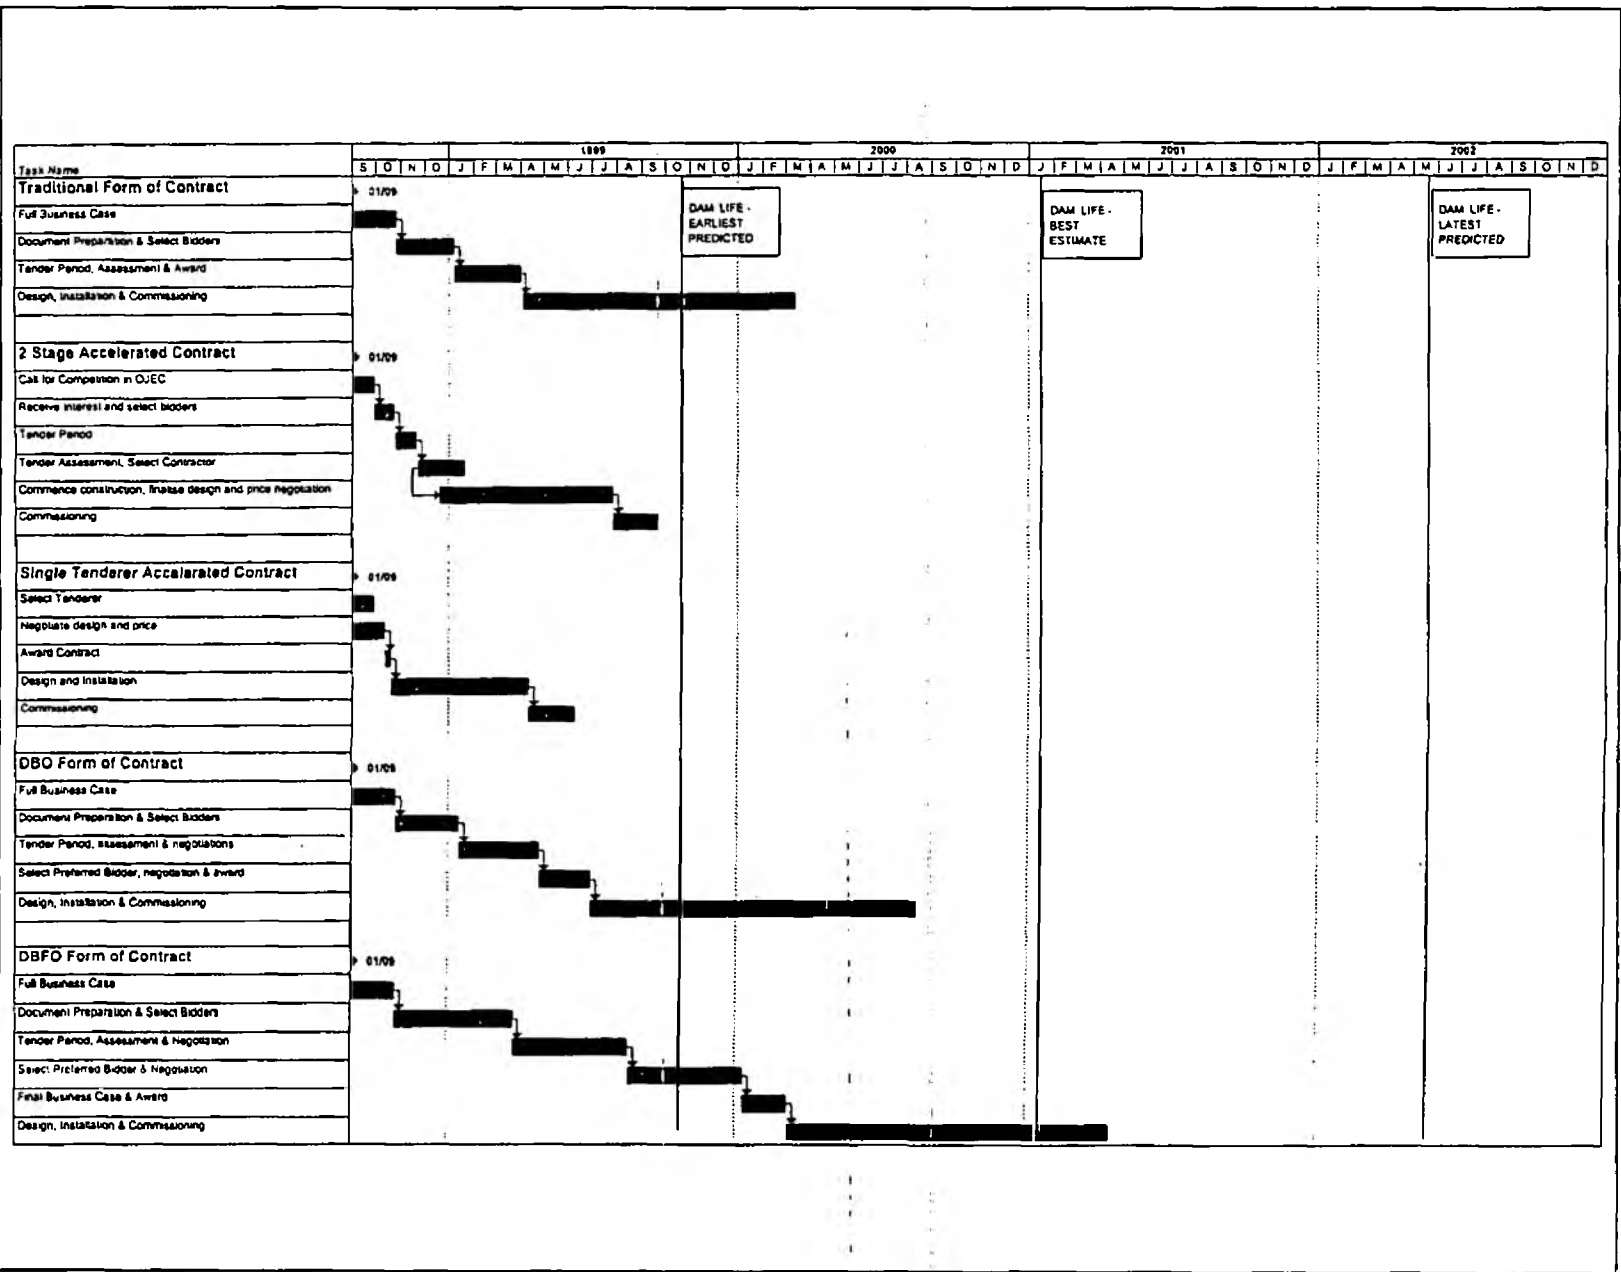 1999 2000 2001 2002
Task Name S O N D J F M A M J J A S O N D J F M A M J J A S O N D J F M A M J J A S O N D J F M A M J J A S O N D
Traditional Form of Contract 01/09
DAM LIFE -
EARLIEST
PREDICTED
DAM LIFE -
BEST
ESTIMATE
DAM LIFE -
LATEST
PREDICTED
Full Business Case
Document Preparation & Select Bidders
Tender Period, Assessment & Award
Design, Installation & Commissioning
2 Stage Accelerated Contract 01/09
Call for Competition in OJEC
Receive interest and select bidders
Tender Period
Tender Assessment, Select Contractor
Commence construction, finalise design and price negotiation
Commissioning
Single Tenderer Accelarated Contract 01/09
Select Tenderer
Negotiate design and price
Award Contract
Design and Installation
Commissioning
DBO Form of Contract 01/09
Full Business Case
Document Preparation & Select Bidders
Tender Period, assessment & negotiations
Select Preferred Bidder, negotiation & award
Design, Installation & Commissioning
DBFO Form of Contract 01/09
Full Business Case
Document Preparation & Select Bidders
Tender Period, Assessment & Negotiation
Select Preferred Bidder & Negotiation
Final Business Case & Award
Design, Installation & Commissioning